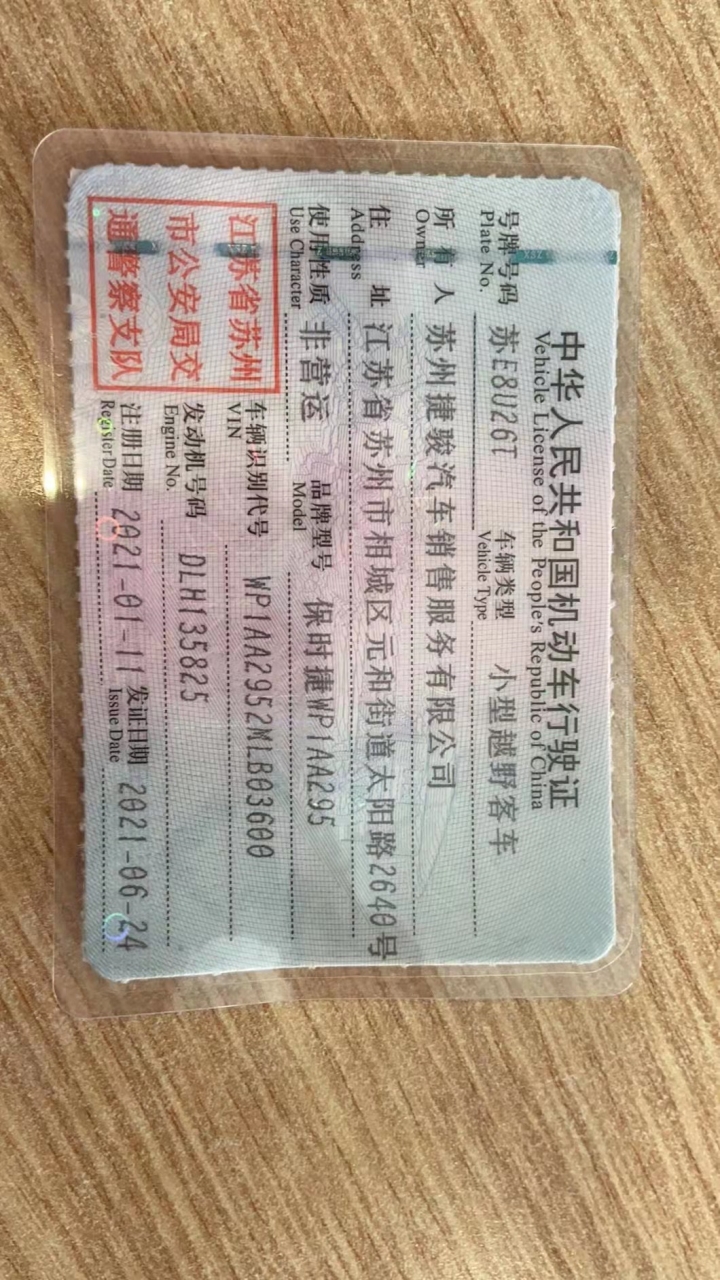 中华人民共和国机动车行驶证
Vehicle License of the People's Republic of China
号牌号码 苏E8U26T 车辆类型 小型越野客车
Plate No. Vehicle Type
所有人 苏州捷骏汽车销售服务有限公司
Owner
住址 江苏省苏州市相城区元和街道太阳路2640号
Address
使用性质 非营运 品牌型号 保时捷WP1AA295
Use Character Model
江苏省苏州
市公安局交
通警察支队
车辆识别代号 WP1AA2952MLB03600
VIN
发动机号码 DLH135825
Engine No.
注册日期 2021-01-11 发证日期 2021-06-24
Register Date Issue Date